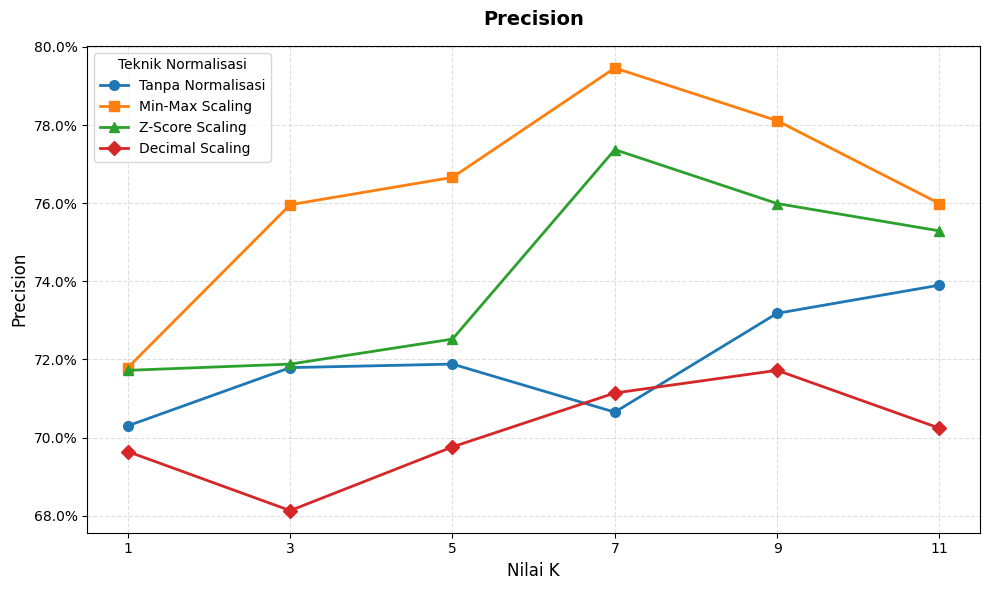 Precision
80.0%
78.0%
76.0%
74.0%
72.0%
70.0%
68.0%
Precision
Teknik Normalisasi
Tanpa Normalisasi
Min-Max Scaling
Z-Score Scaling
Decimal Scaling
1 3 5 7 9 11
Nilai K